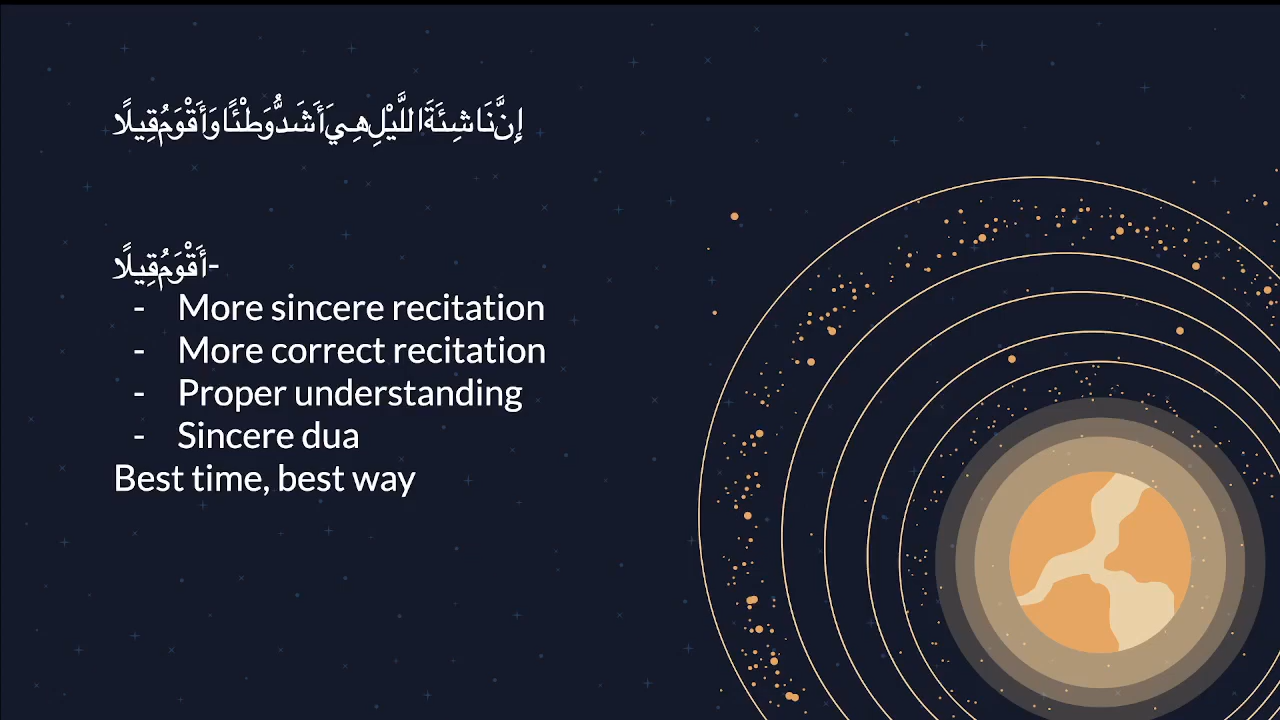 إِنَّ نَاشِئَةَ اللَّيْلِ هِيَ أَشَدُّ وَطْئًا وَأَقْوَمُ قِيلًا
أَقْوَمُ قِيلًا-
- More sincere recitation
- More correct recitation
- Proper understanding
- Sincere dua
Best time, best way